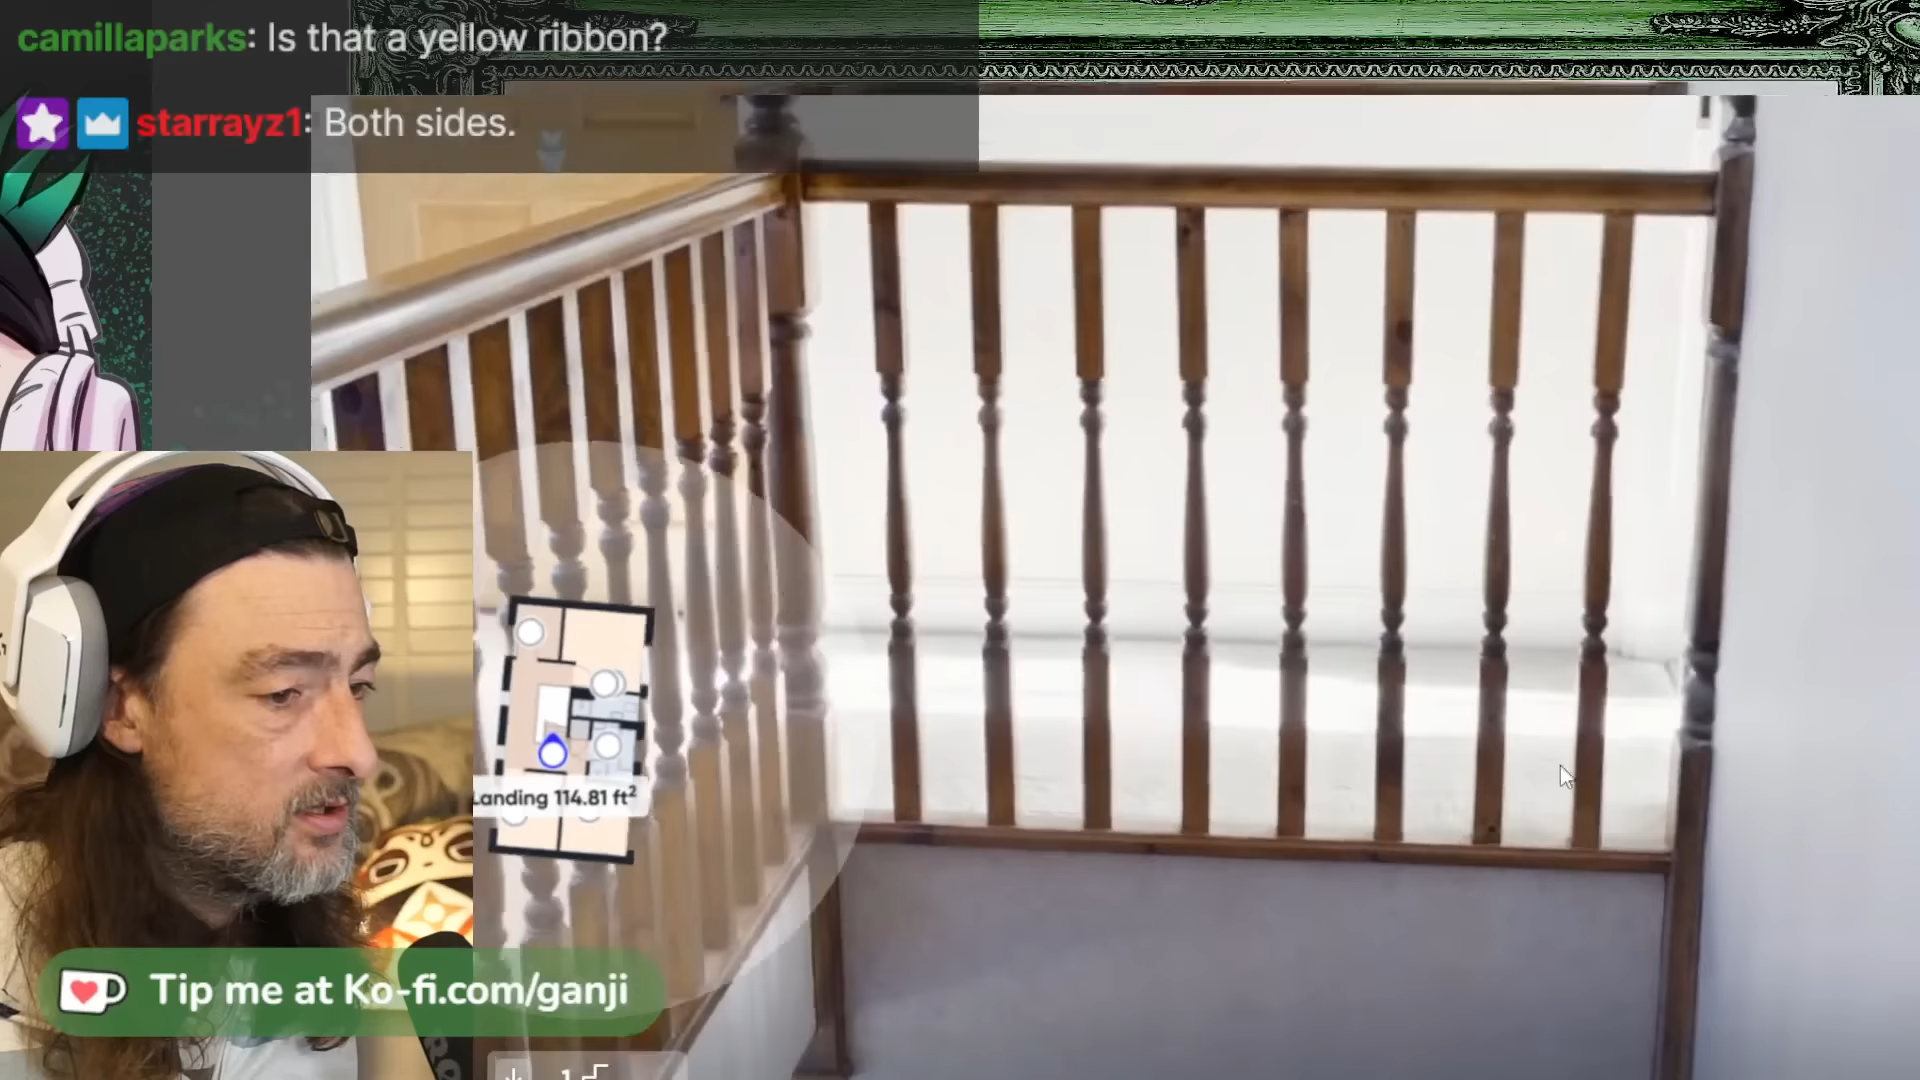 camillaparks: Is that a yellow ribbon?
starrayz1: Both sides.
Landing 114.81 ft²
Tip me at Ko-fi.com/ganji